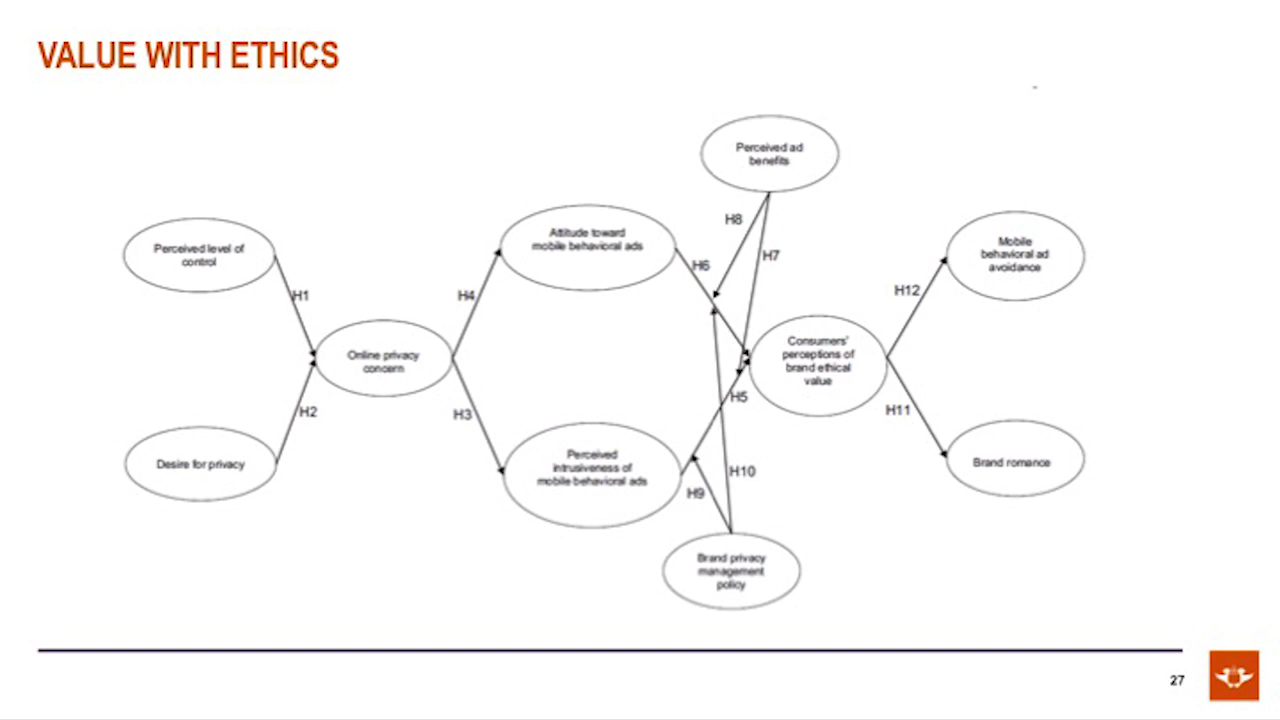 VALUE WITH ETHICS
Perceived ad
benefits
H8
H7
Perceived level of
control
Attitude toward
mobile behavioral ads
Mobile
behavioral ad
avoidance
H6
H1
H4
H12
Online privacy
concern
Consumers'
perceptions of
brand ethical
value
H2
H3
H5
H11
Desire for privacy
Perceived
intrusiveness of
mobile behavioral ads
Brand romance
H10
H9
Brand privacy
management
policy
27